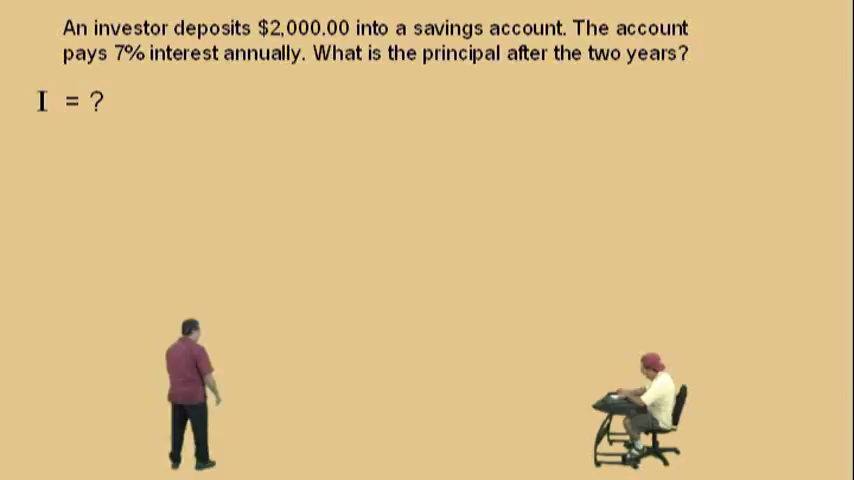 An investor deposits $2,000.00 into a savings account. The account
pays 7% interest annually. What is the principal after the two years?
I = ?